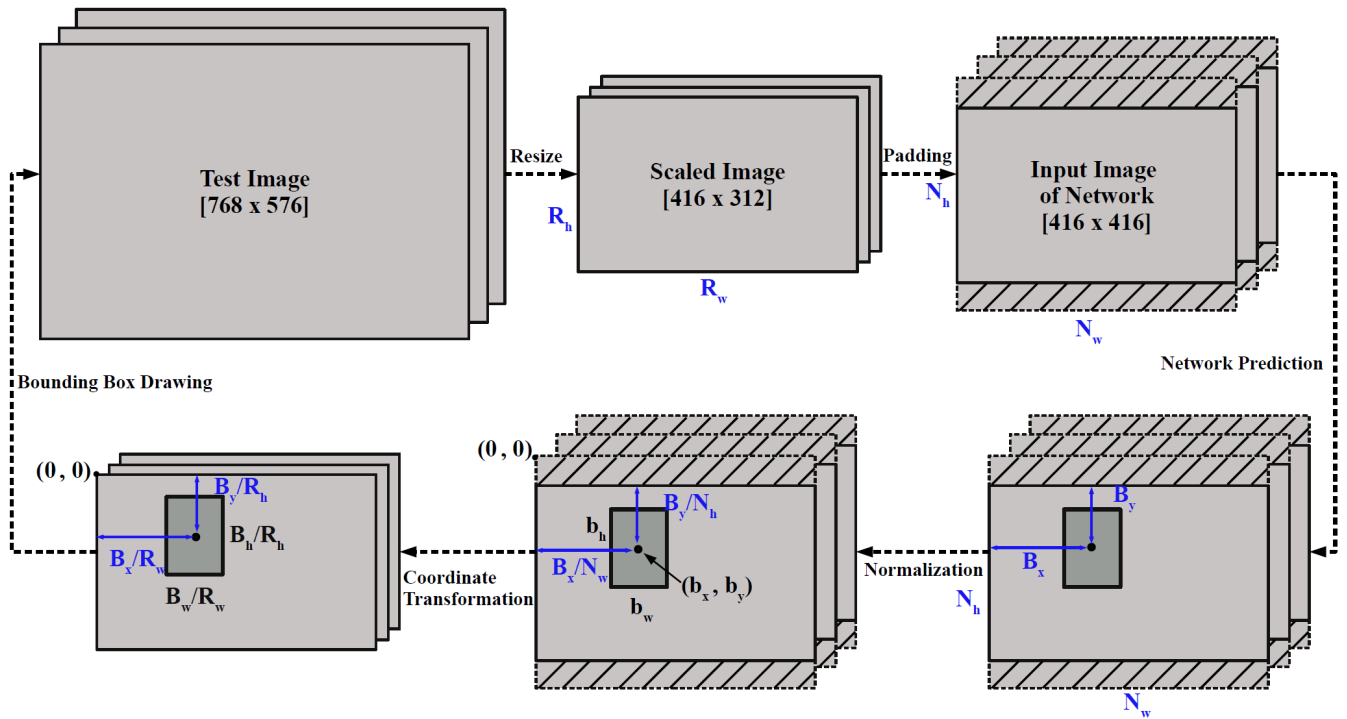 Test Image
[768 x 576]
Resize
Scaled Image
[416 x 312]
R_h
R_w
Padding
N_h
Input Image
of Network
[416 x 416]
N_w
Network Prediction
Bounding Box Drawing
(0 , 0)
B_y/R_h
B_h/R_h
B_x/R_w
B_w/R_w
Coordinate
Transformation
(0 , 0)
B_y/N_h
b_h
B_x/N_w
(b_x , b_y)
b_w
Normalization
B_y
B_x
N_h
N_w